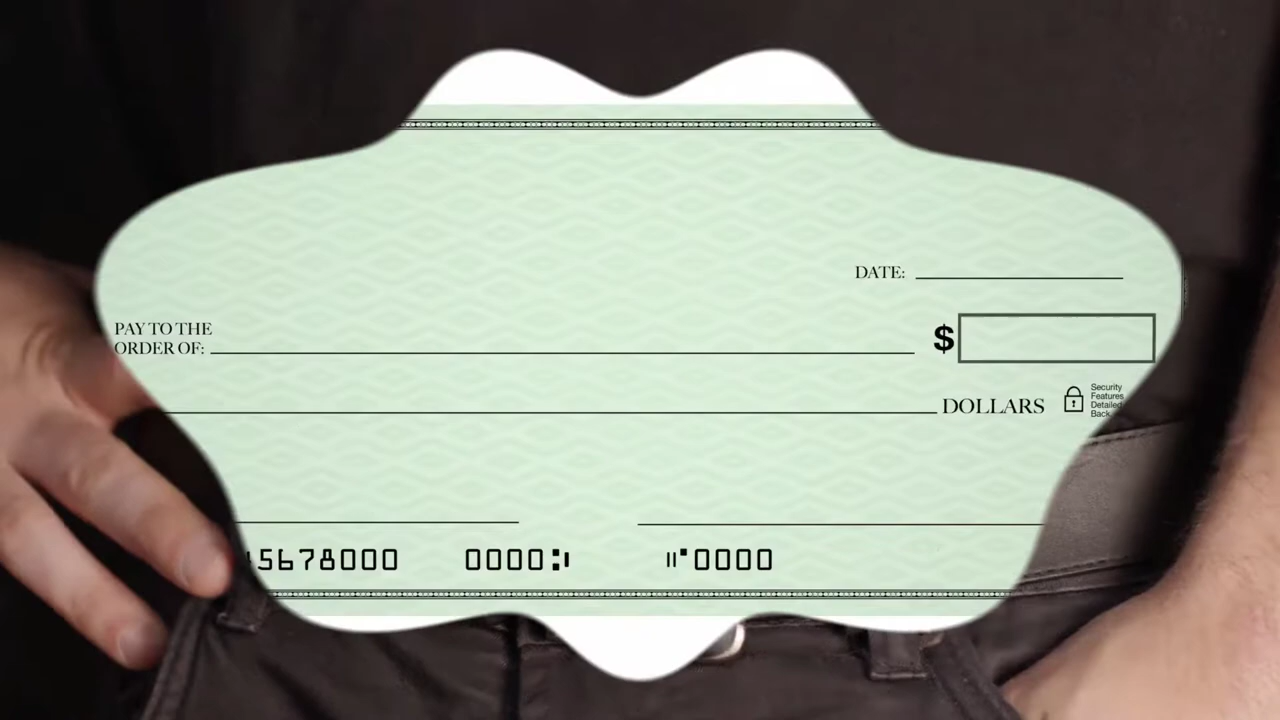 DATE:
PAY TO THE
ORDER OF:
$
DOLLARS
Security
Features
Detailed
Back
5678000 0000⑆ ⑈0000